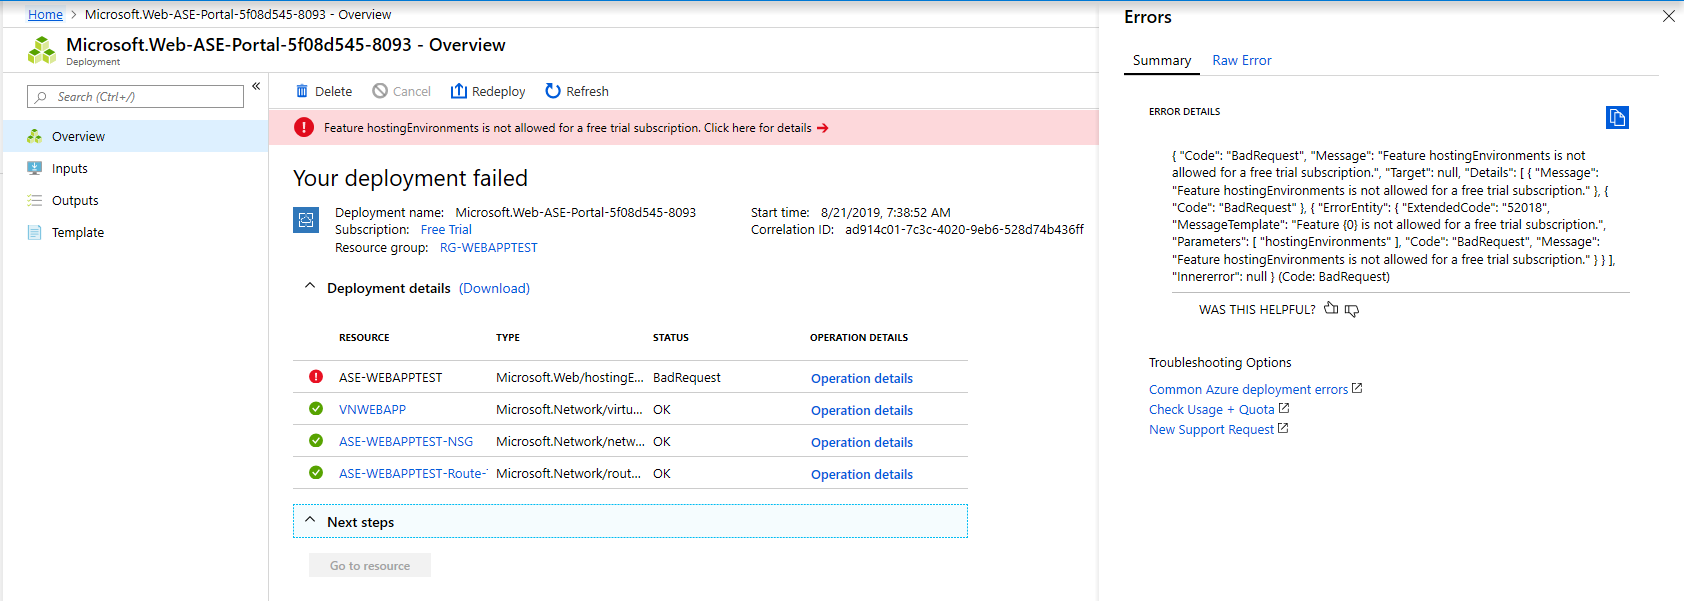 Home > Microsoft.Web-ASE-Portal-5f08d545-8093 - Overview
Microsoft.Web-ASE-Portal-5f08d545-8093 - Overview
Deployment
Search (Ctrl+/)
«
Overview
Inputs
Outputs
Template
Delete
Cancel
Redeploy
Refresh
Feature hostingEnvironments is not allowed for a free trial subscription. Click here for details →
Your deployment failed
Deployment name: Microsoft.Web-ASE-Portal-5f08d545-8093
Subscription: Free Trial
Resource group: RG-WEBAPPTEST
Start time: 8/21/2019, 7:38:52 AM
Correlation ID: ad914c01-7c3c-4020-9eb6-528d74b436ff
Deployment details (Download)
RESOURCE TYPE STATUS OPERATION DETAILS
ASE-WEBAPPTEST Microsoft.Web/hostingE... BadRequest Operation details
VNWEBAPP Microsoft.Network/virtu... OK Operation details
ASE-WEBAPPTEST-NSG Microsoft.Network/netw... OK Operation details
ASE-WEBAPPTEST-Route- Microsoft.Network/rout... OK Operation details
Next steps
Go to resource
Errors
Summary Raw Error
ERROR DETAILS
{ "Code": "BadRequest", "Message": "Feature hostingEnvironments is not
allowed for a free trial subscription.", "Target": null, "Details": [ { "Message":
"Feature hostingEnvironments is not allowed for a free trial subscription." }, {
"Code": "BadRequest" }, { "ErrorEntity": { "ExtendedCode": "52018",
"MessageTemplate": "Feature {0} is not allowed for a free trial subscription.",
"Parameters": [ "hostingEnvironments" ], "Code": "BadRequest", "Message":
"Feature hostingEnvironments is not allowed for a free trial subscription." } } ],
"Innererror": null } (Code: BadRequest)
WAS THIS HELPFUL?
Troubleshooting Options
Common Azure deployment errors
Check Usage + Quota
New Support Request